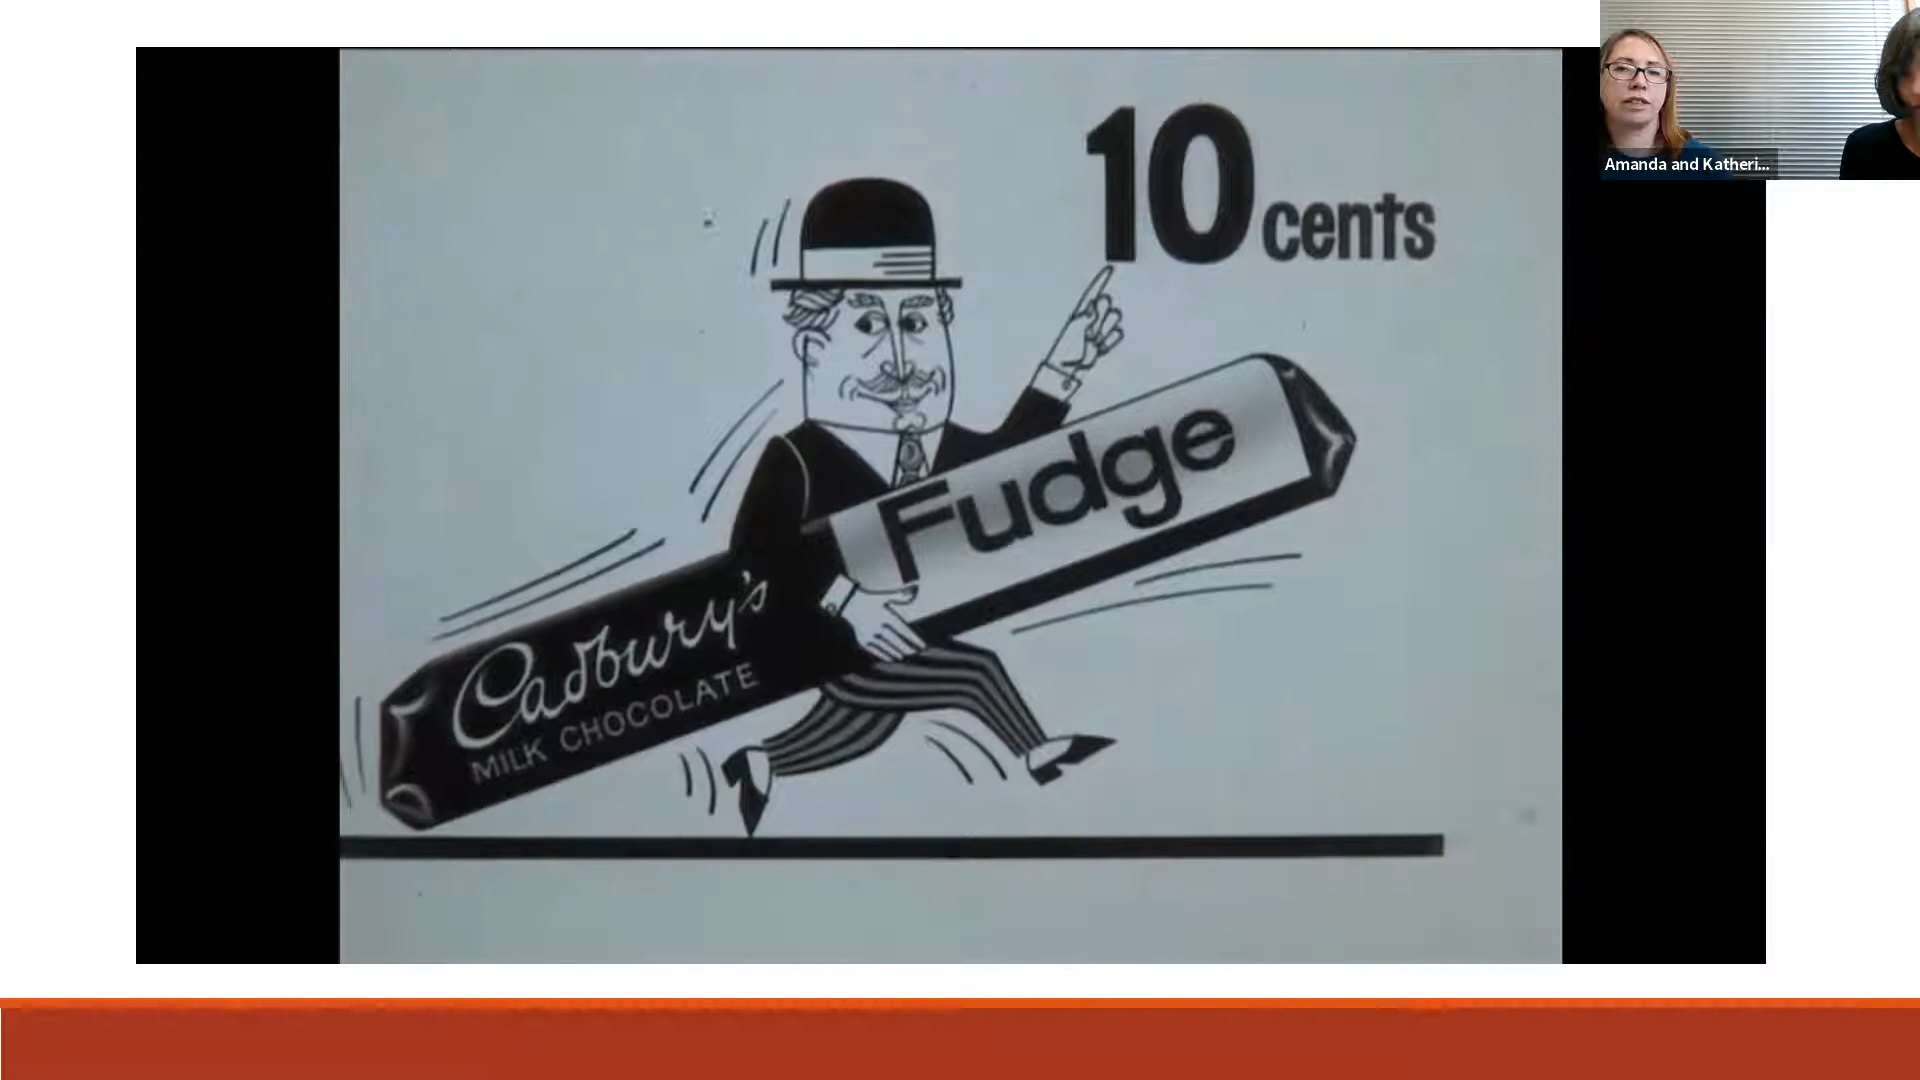 10 cents
Fudge
Cadbury's
MILK CHOCOLATE
Amanda and Katheri...